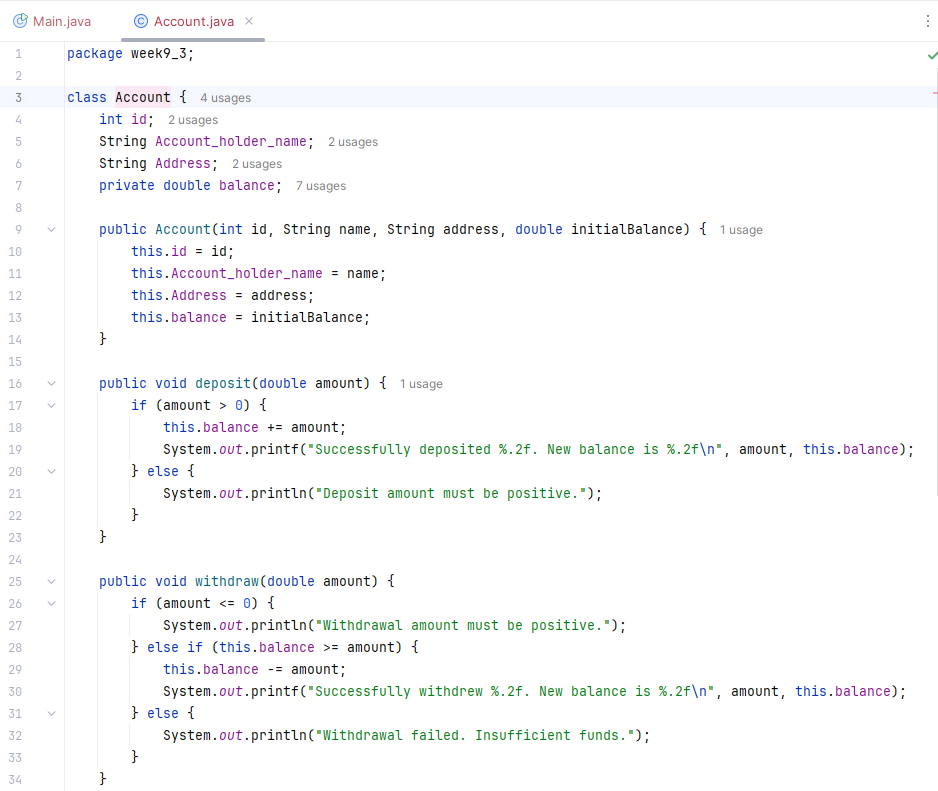 Main.java Account.java
1 package week9_3;
2
3 class Account { 4 usages
4     int id; 2 usages
5     String Account_holder_name; 2 usages
6     String Address; 2 usages
7     private double balance; 7 usages
8
9     public Account(int id, String name, String address, double initialBalance) { 1 usage
10         this.id = id;
11         this.Account_holder_name = name;
12         this.Address = address;
13         this.balance = initialBalance;
14     }
15
16     public void deposit(double amount) { 1 usage
17         if (amount > 0) {
18             this.balance += amount;
19             System.out.printf("Successfully deposited %.2f. New balance is %.2f\n", amount, this.balance);
20         } else {
21             System.out.println("Deposit amount must be positive.");
22         }
23     }
24
25     public void withdraw(double amount) {
26         if (amount <= 0) {
27             System.out.println("Withdrawal amount must be positive.");
28         } else if (this.balance >= amount) {
29             this.balance -= amount;
30             System.out.printf("Successfully withdrew %.2f. New balance is %.2f\n", amount, this.balance);
31         } else {
32             System.out.println("Withdrawal failed. Insufficient funds.");
33         }
34     }